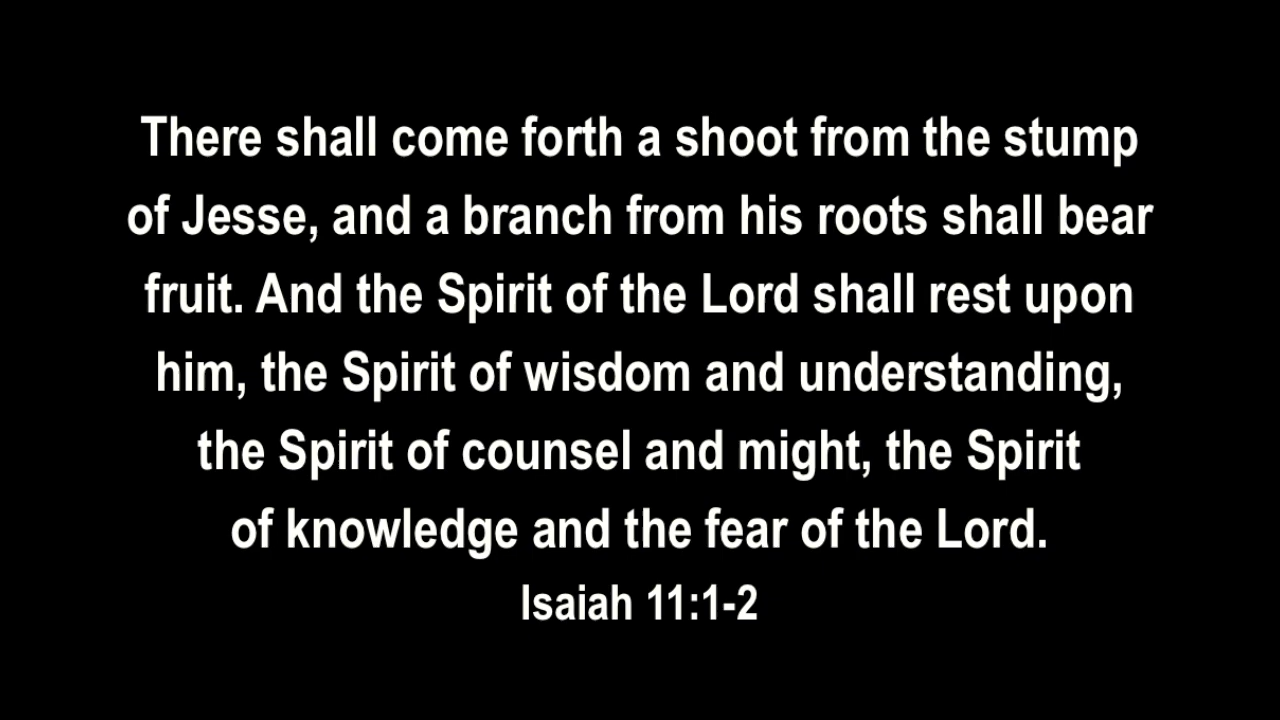 There shall come forth a shoot from the stump
of Jesse, and a branch from his roots shall bear
fruit. And the Spirit of the Lord shall rest upon
him, the Spirit of wisdom and understanding,
the Spirit of counsel and might, the Spirit
of knowledge and the fear of the Lord.
Isaiah 11:1-2